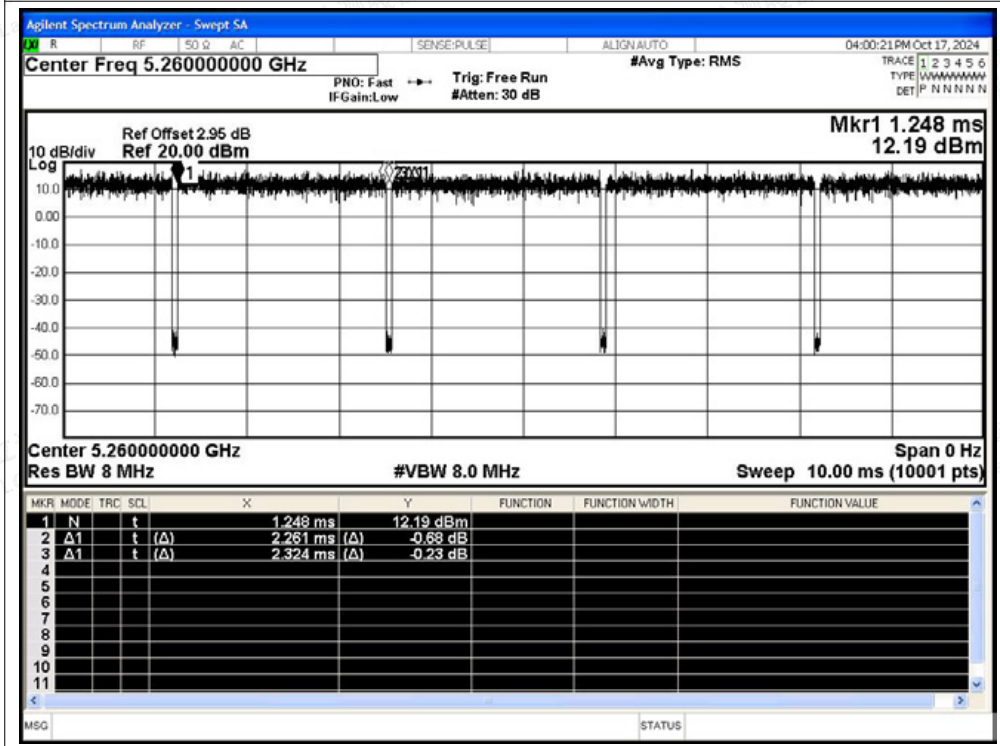 Agilent Spectrum Analyzer - Swept SA
R RF 50 Ω AC SENSE:PULSE ALIGN AUTO 04:00:21 PM Oct 17, 2024
Center Freq 5.260000000 GHz #Avg Type: RMS TRACE 1 2 3 4 5 6
PNO: Fast Trig: Free Run TYPE WWWWWW
IFGain:Low #Atten: 30 dB DET P N N N N N
Mkr1 1.248 ms
Ref Offset 2.95 dB
10 dB/div Ref 20.00 dBm 12.19 dBm
Log
1
10.0
0.00
-10.0
-20.0
-30.0
-40.0
-50.0
-60.0
-70.0
Center 5.260000000 GHz Span 0 Hz
Res BW 8 MHz #VBW 8.0 MHz Sweep 10.00 ms (10001 pts)
MKR MODE TRC SCL X Y FUNCTION FUNCTION WIDTH FUNCTION VALUE
1 N t 1.248 ms 12.19 dBm
2 Δ1 t (Δ) 2.261 ms (Δ) -0.68 dB
3 Δ1 t (Δ) 2.324 ms (Δ) -0.23 dB
4
5
6
7
8
9
10
11
MSG STATUS